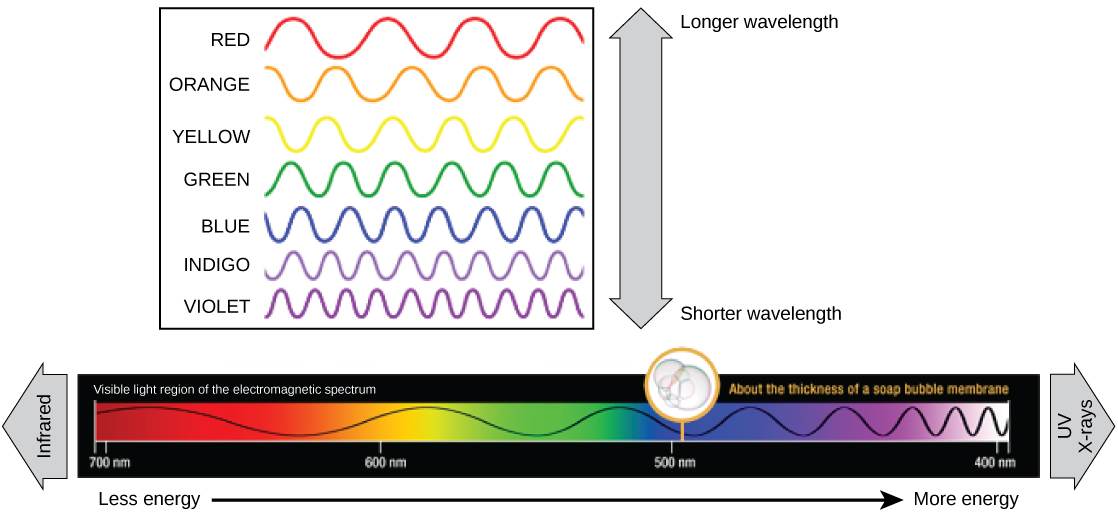 RED
ORANGE
YELLOW
GREEN
BLUE
INDIGO
VIOLET
Longer wavelength
Shorter wavelength
Infrared
Visible light region of the electromagnetic spectrum
About the thickness of a soap bubble membrane
700 nm
600 nm
500 nm
400 nm
UV
X-rays
Less energy
More energy